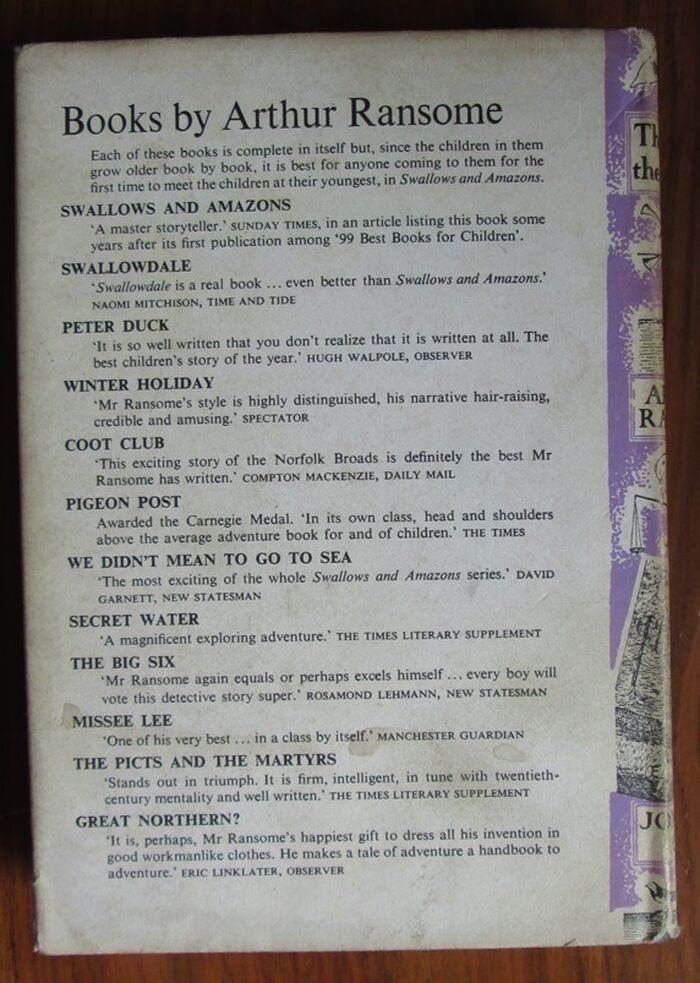 Books by Arthur Ransome
Each of these books is complete in itself but, since the children in them
grow older book by book, it is best for anyone coming to them for the
first time to meet the children at their youngest, in Swallows and Amazons.
SWALLOWS AND AMAZONS
‘A master storyteller.’ SUNDAY TIMES, in an article listing this book some
years after its first publication among ‘99 Best Books for Children’.
SWALLOWDALE
‘Swallowdale is a real book ... even better than Swallows and Amazons.’
NAOMI MITCHISON, TIME AND TIDE
PETER DUCK
‘It is so well written that you don’t realize that it is written at all. The
best children’s story of the year.’ HUGH WALPOLE, OBSERVER
WINTER HOLIDAY
‘Mr Ransome’s style is highly distinguished, his narrative hair-raising,
credible and amusing.’ SPECTATOR
COOT CLUB
‘This exciting story of the Norfolk Broads is definitely the best Mr
Ransome has written.’ COMPTON MACKENZIE, DAILY MAIL
PIGEON POST
Awarded the Carnegie Medal. ‘In its own class, head and shoulders
above the average adventure book for and of children.’ THE TIMES
WE DIDN’T MEAN TO GO TO SEA
‘The most exciting of the whole Swallows and Amazons series.’ DAVID
GARNETT, NEW STATESMAN
SECRET WATER
‘A magnificent exploring adventure.’ THE TIMES LITERARY SUPPLEMENT
THE BIG SIX
‘Mr Ransome again equals or perhaps excels himself ... every boy will
vote this detective story super.’ ROSAMOND LEHMANN, NEW STATESMAN
MISSEE LEE
‘One of his very best ... in a class by itself.’ MANCHESTER GUARDIAN
THE PICTS AND THE MARTYRS
‘Stands out in triumph. It is firm, intelligent, in tune with twentieth-
century mentality and well written.’ THE TIMES LITERARY SUPPLEMENT
GREAT NORTHERN?
‘It is, perhaps, Mr Ransome’s happiest gift to dress all his invention in
good workmanlike clothes. He makes a tale of adventure a handbook to
adventure.’ ERIC LINKLATER, OBSERVER